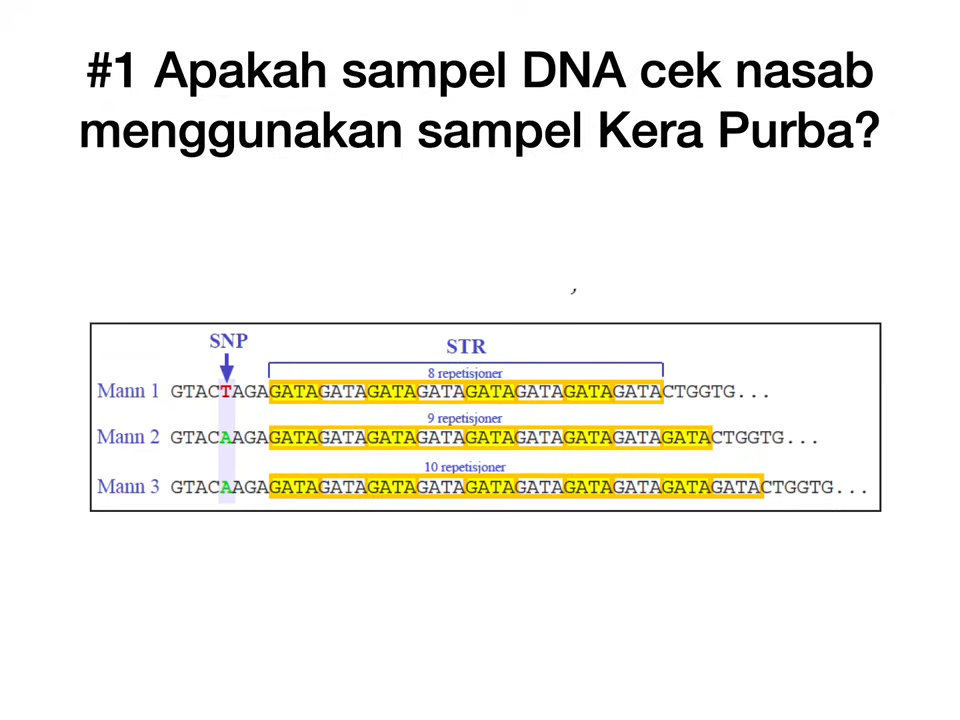 #1 Apakah sampel DNA cek nasab
menggunakan sampel Kera Purba?
,
SNP
STR
8 repetisjoner
Mann 1 GTACTAGAGATAGATAGATAGATAGATAGATAGATAGATACTGGTG...
9 repetisjoner
Mann 2 GTACAAGAGATAGATAGATAGATAGATAGATAGATAGATAGATACTGGTG...
10 repetisjoner
Mann 3 GTACAAGAGATAGATAGATAGATAGATAGATAGATAGATAGATAGATACTGGTG...